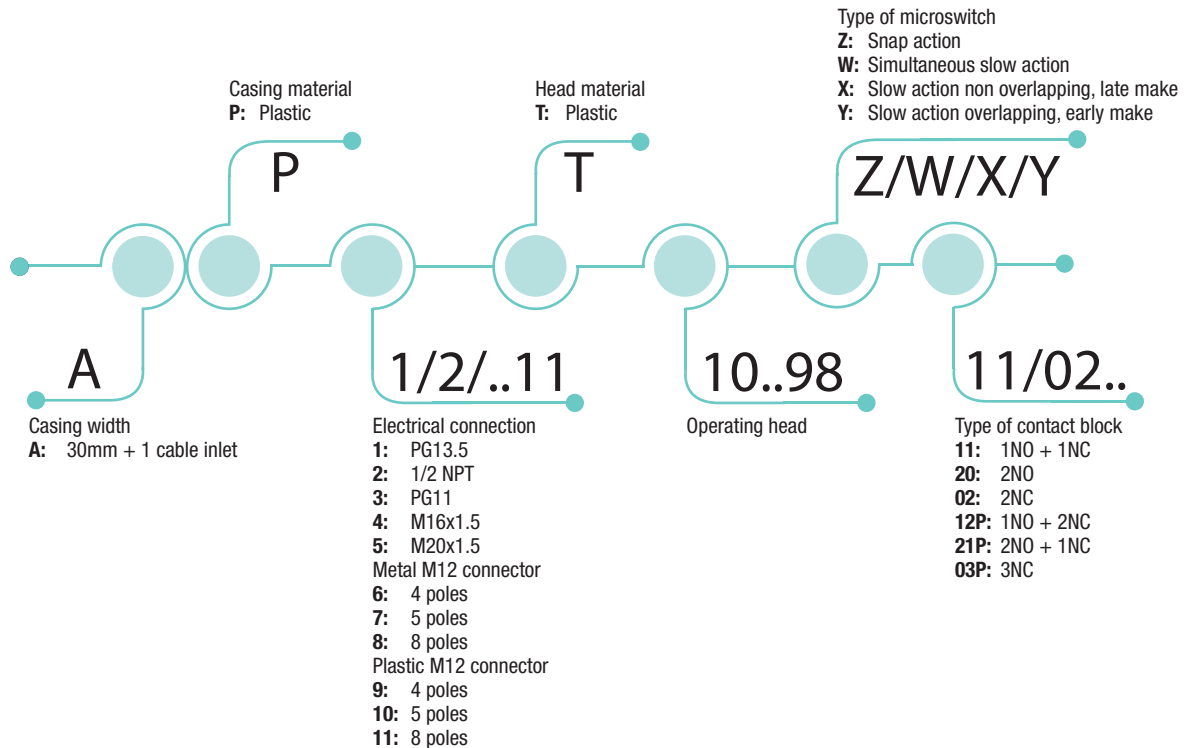 Type of microswitch
Z: Snap action
W: Simultaneous slow action
X: Slow action non overlapping, late make
Y: Slow action overlapping, early make
Casing material
P: Plastic
Head material
T: Plastic
P
T
Z/W/X/Y
A
1/2/..11
10..98
11/02..
Casing width
A: 30mm + 1 cable inlet
Electrical connection
1: PG13.5
2: 1/2 NPT
3: PG11
4: M16x1.5
5: M20x1.5
Metal M12 connector
6: 4 poles
7: 5 poles
8: 8 poles
Plastic M12 connector
9: 4 poles
10: 5 poles
11: 8 poles
Operating head
Type of contact block
11: 1NO + 1NC
20: 2NO
02: 2NC
12P: 1NO + 2NC
21P: 2NO + 1NC
03P: 3NC